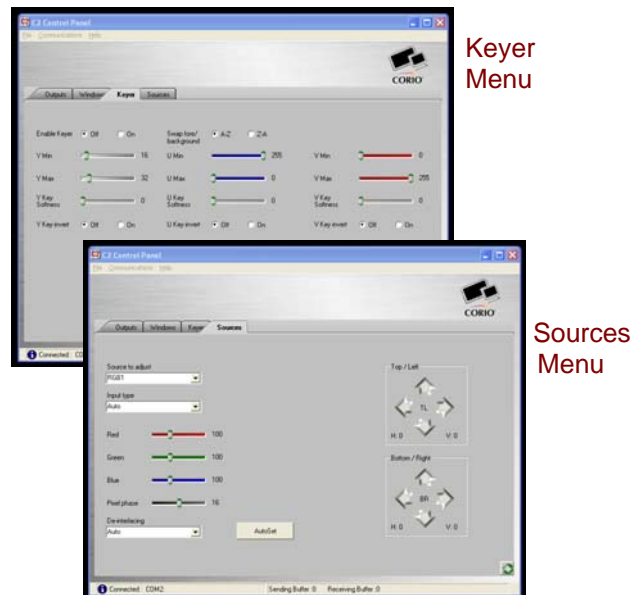 C2 Control Panel
File Communications Help
CORIO
Outputs Windows Keyer Sources
Enable Keyer Off On Swap fore/ background A-Z Z-A
Y Min 16 U Min 255 V Min 0
Y Max 32 U Max 0 V Max 255
Y Key Softness 0 U Key Softness 0 V Key Softness 0
Y Key invert Off On U Key invert Off On V Key invert Off On
Connected : CO
Keyer
Menu
C2 Control Panel
File Communications Help
CORIO
Outputs Windows Keyer Sources
Source to adjust
RGB1
Input type
Auto
Red 100
Green 100
Blue 100
Pixel phase 16
De-interlacing
Auto
AutoSet
Top / Left
TL
H: 0 V: 0
Bottom / Right
BR
H: 0 V: 0
Connected : COM2 Sending Buffer :0 Receiving Buffer :0
Sources
Menu